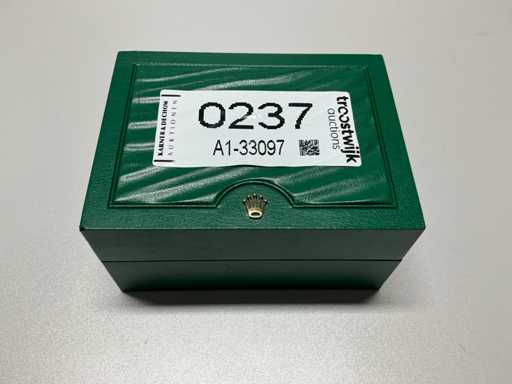 KARNER & DECHOW
AUKTIONEN
0237
A1-33097
troostwijk
auctions